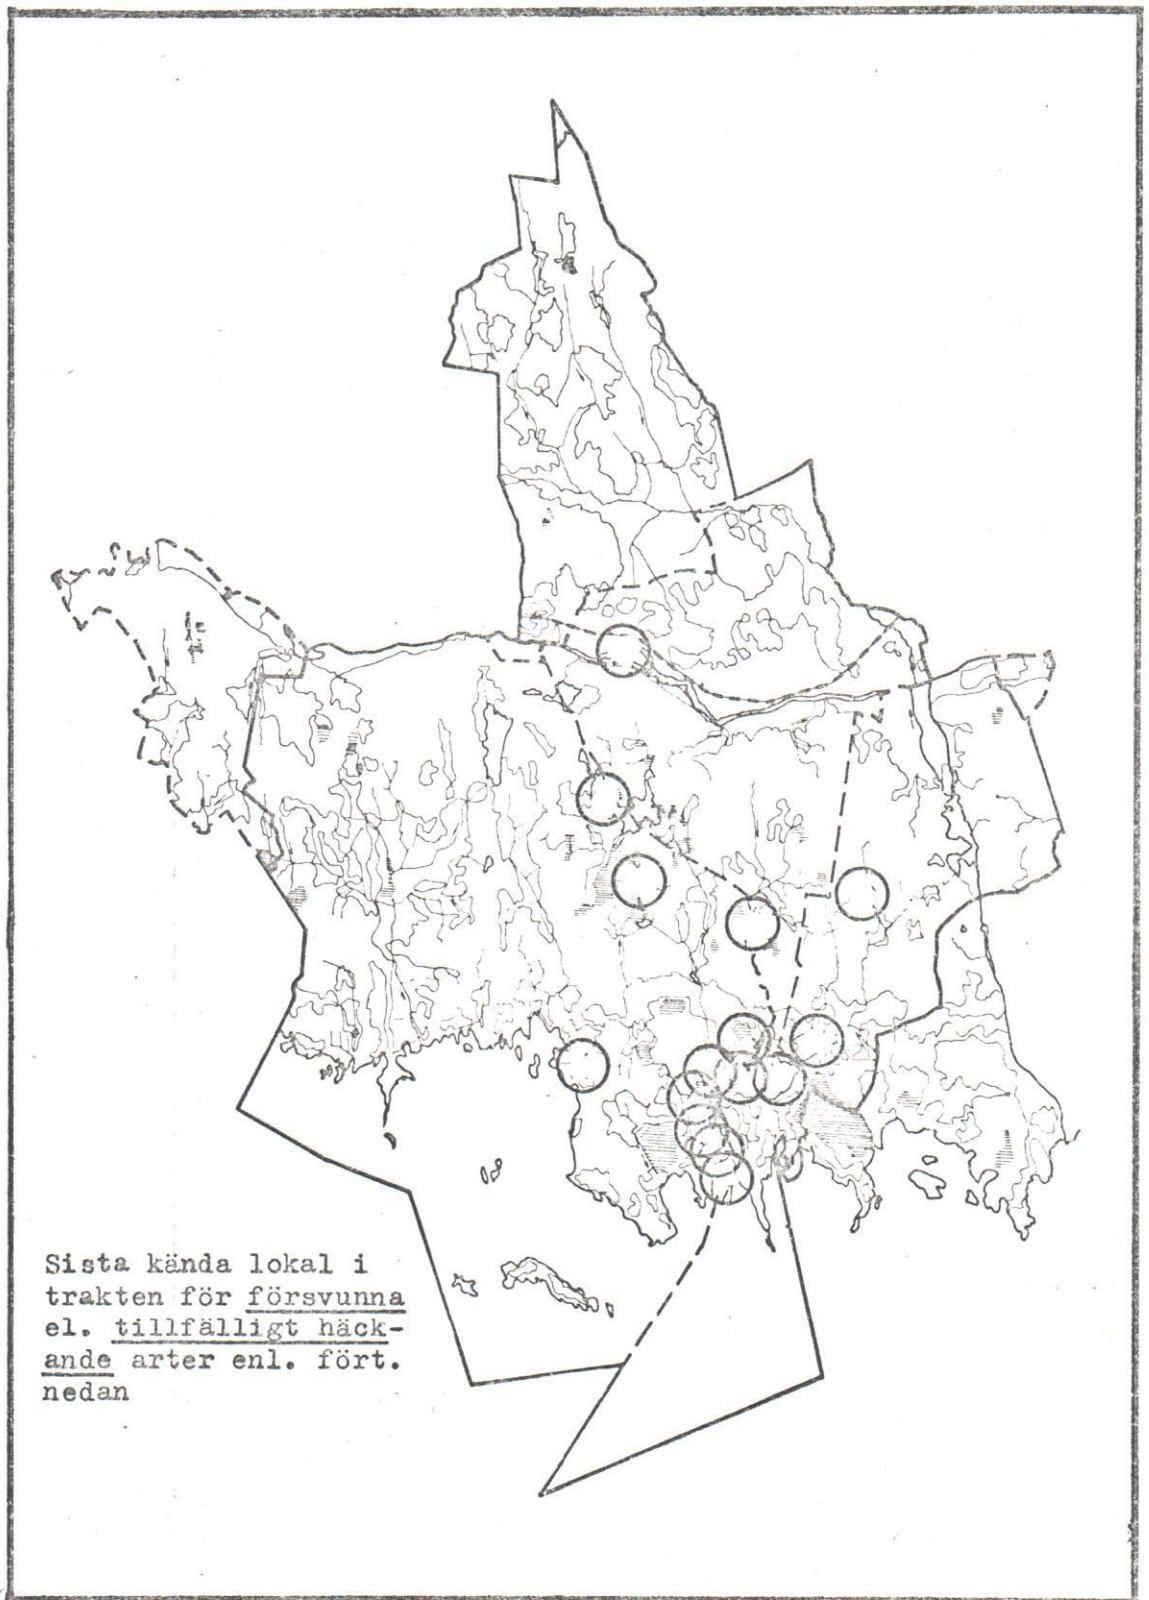 Sista kända lokal i
trakten för försvunna
el. tillfälligt häck-
ande arter enl. fört.
nedan